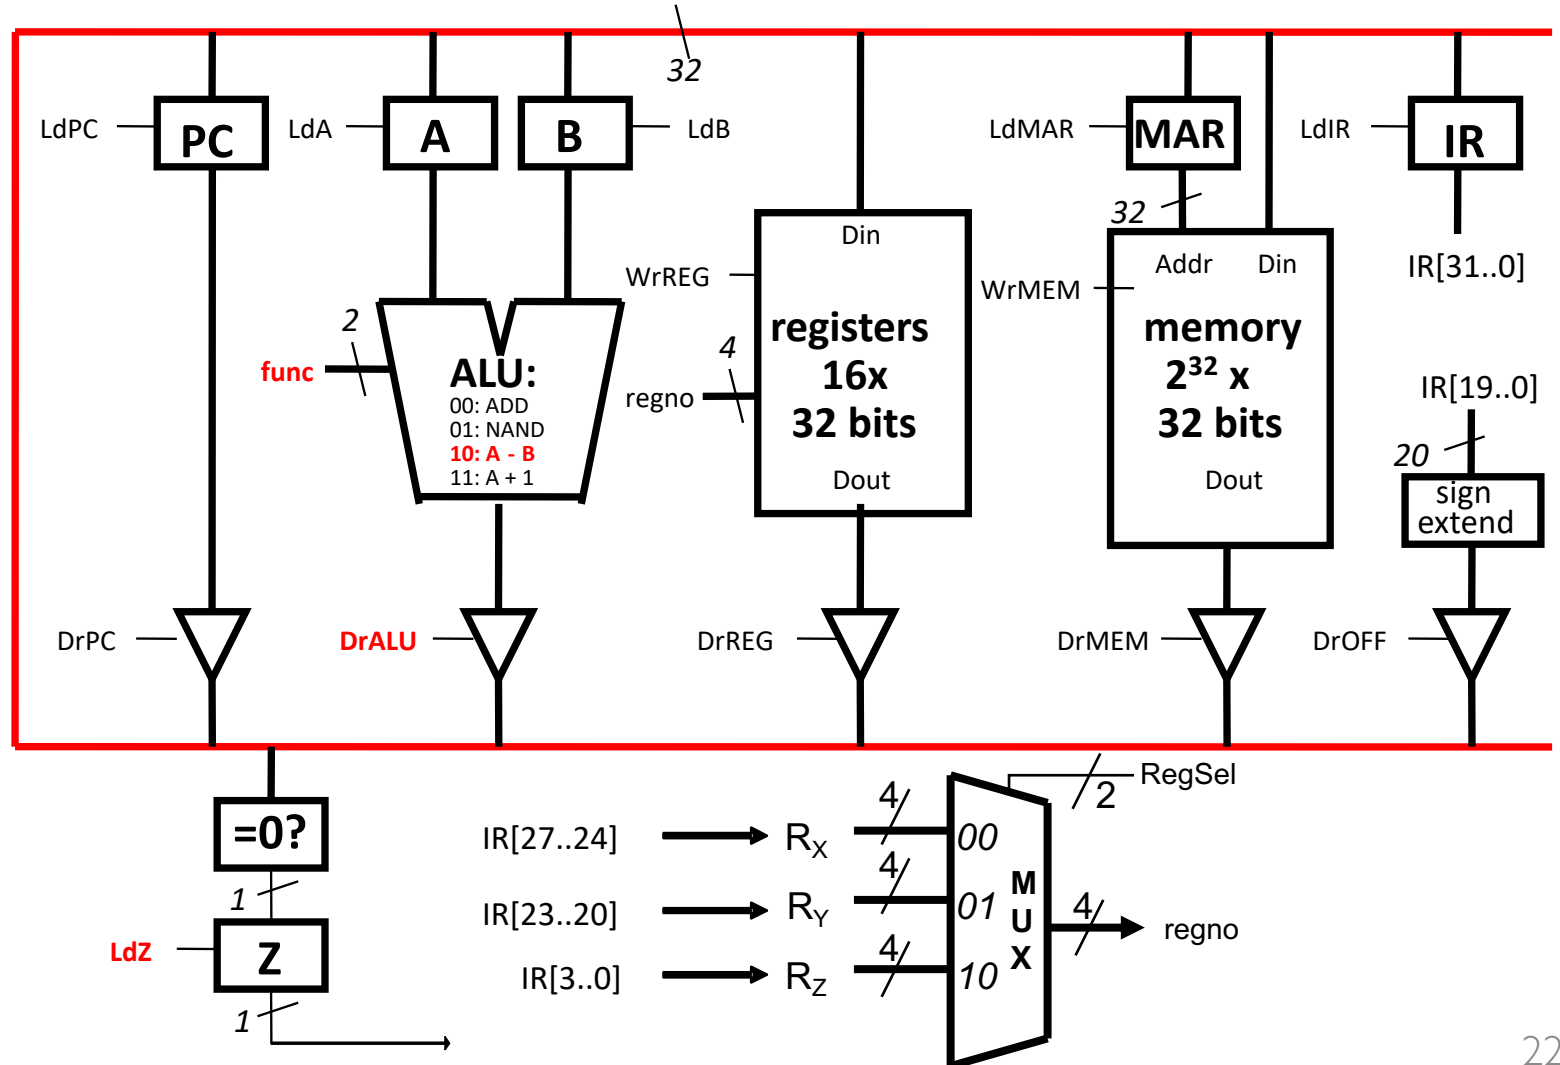 32
LdPC
PC
LdA
A
B
LdB
LdMAR
MAR
LdIR
IR
32
Din
WrREG
registers
16x
32 bits
Dout
4
regno
Addr Din
WrMEM
memory
2³² x
32 bits
Dout
IR[31..0]
2
func
ALU:
00: ADD
01: NAND
10: A - B
11: A + 1
IR[19..0]
20
sign
extend
DrPC
DrALU
DrREG
DrMEM
DrOFF
=0?
1
LdZ
Z
1
RegSel
2
IR[27..24]
R_X
4
00
IR[23..20]
R_Y
4
01
IR[3..0]
R_Z
4
10
M
U
X
4
regno
22